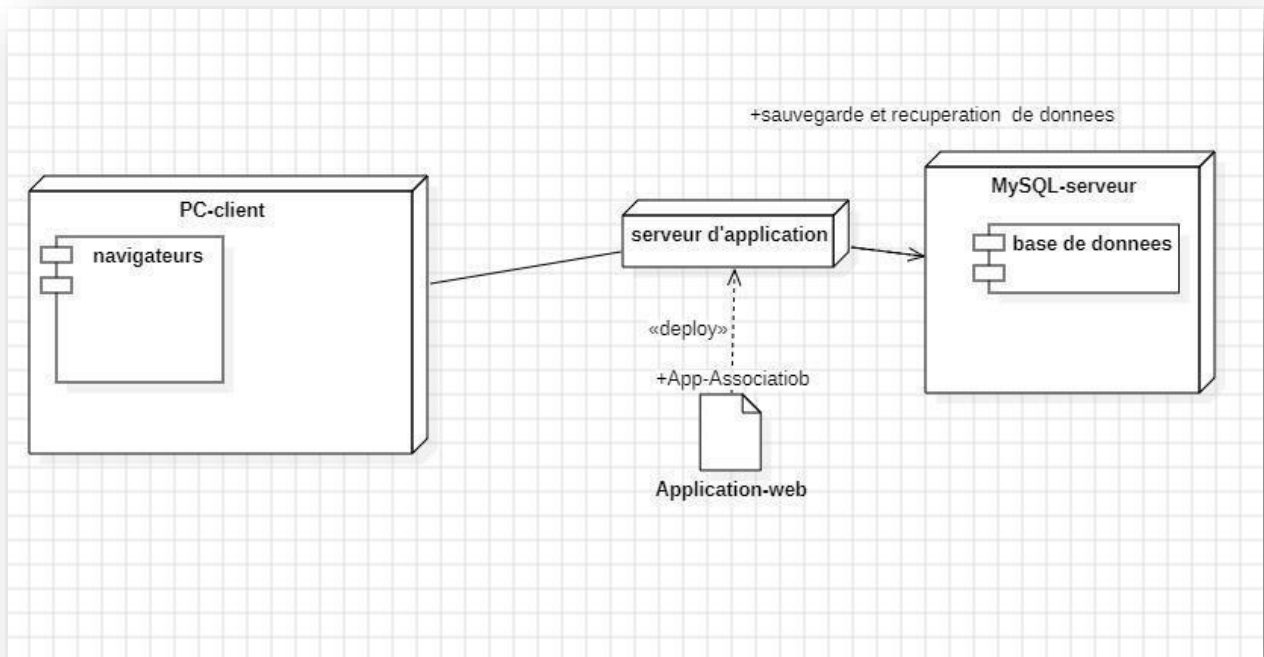 +sauvegarde et recuperation de donnees
PC-client
navigateurs
serveur d'application
MySQL-serveur
base de donnees
«deploy»
+App-Associatiob
Application-web